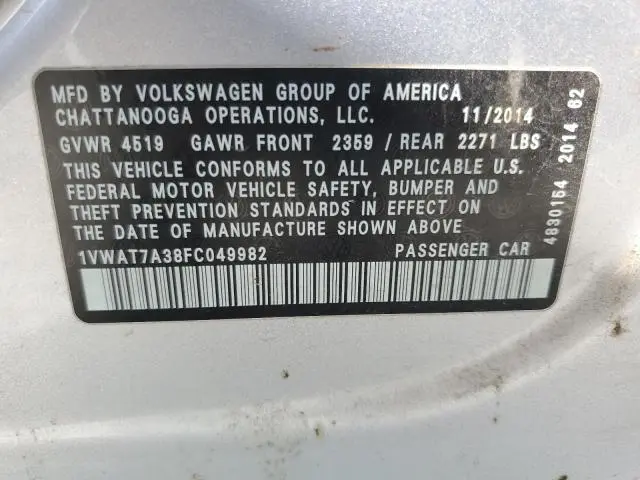 MFD BY VOLKSWAGEN GROUP OF AMERICA
CHATTANOOGA OPERATIONS, LLC. 11/2014
GVWR 4519 GAWR FRONT 2359 / REAR 2271 LBS
THIS VEHICLE CONFORMS TO ALL APPLICABLE U.S.
FEDERAL MOTOR VEHICLE SAFETY, BUMPER AND
THEFT PREVENTION STANDARDS IN EFFECT ON
THE DATE OF MANUFACTURE SHOWN ABOVE
1VWAT7A38FC049982 PASSENGER CAR
4830154 2014 62